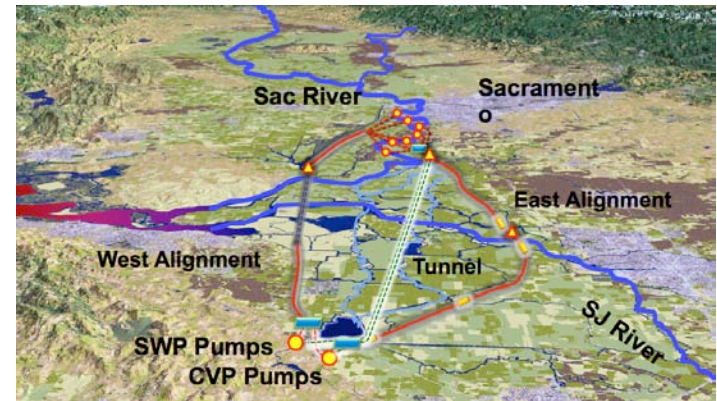 Sac River
Sacrament
o
East Alignment
West Alignment
Tunnel
SJ River
SWP Pumps
CVP Pumps